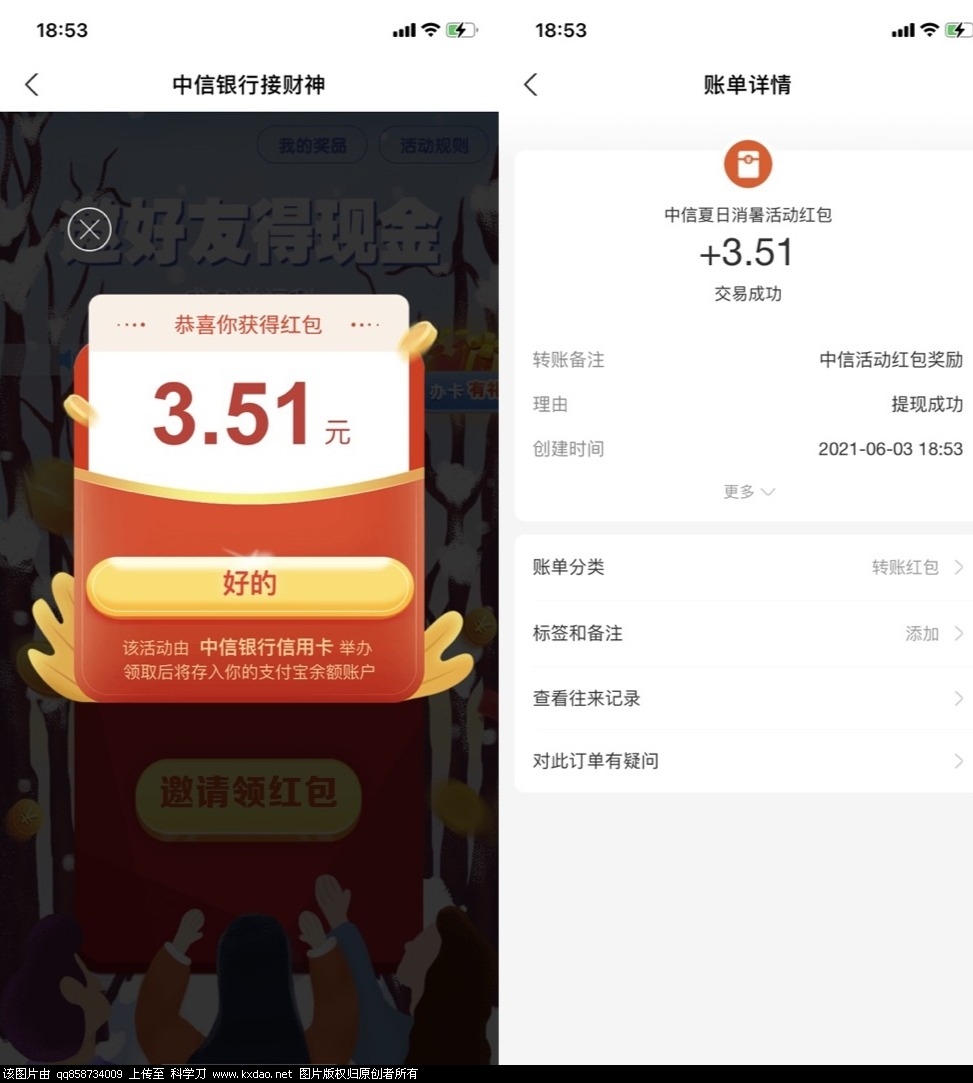 18:53
中信银行接财神
我的奖品
活动规则
邀好友得现金
恭喜你获得红包
3.51元
办卡有礼
好的
该活动由 中信银行信用卡 举办
领取后将存入你的支付宝余额账户
邀请领红包
18:53
账单详情
中信夏日消暑活动红包
+3.51
交易成功
转账备注 中信活动红包奖励
理由 提现成功
创建时间 2021-06-03 18:53
更多
账单分类 转账红包
标签和备注 添加
查看往来记录
对此订单有疑问
该图片由 qq858734009 上传至 科学刀 www.kxdao.net 图片版权归原创者所有